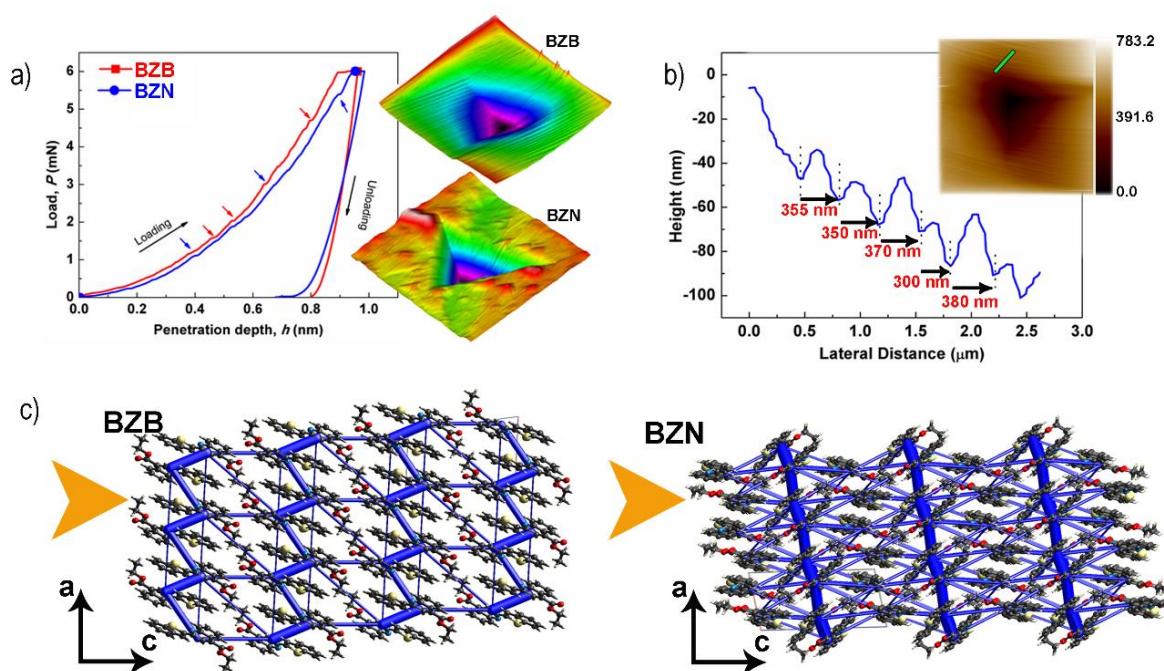 a)
BZB
BZN
Load, P (mN)
6
5
4
3
2
1
0
Loading
Unloading
0.0 0.2 0.4 0.6 0.8 1.0
Penetration depth, h (nm)
BZB
BZN
b)
783.2
391.6
0.0
Height (nm)
0
-20
-40
-60
-80
-100
355 nm
350 nm
370 nm
300 nm
380 nm
0.0 0.5 1.0 1.5 2.0 2.5 3.0
Lateral Distance (μm)
c)
BZB
a
c
BZN
a
c